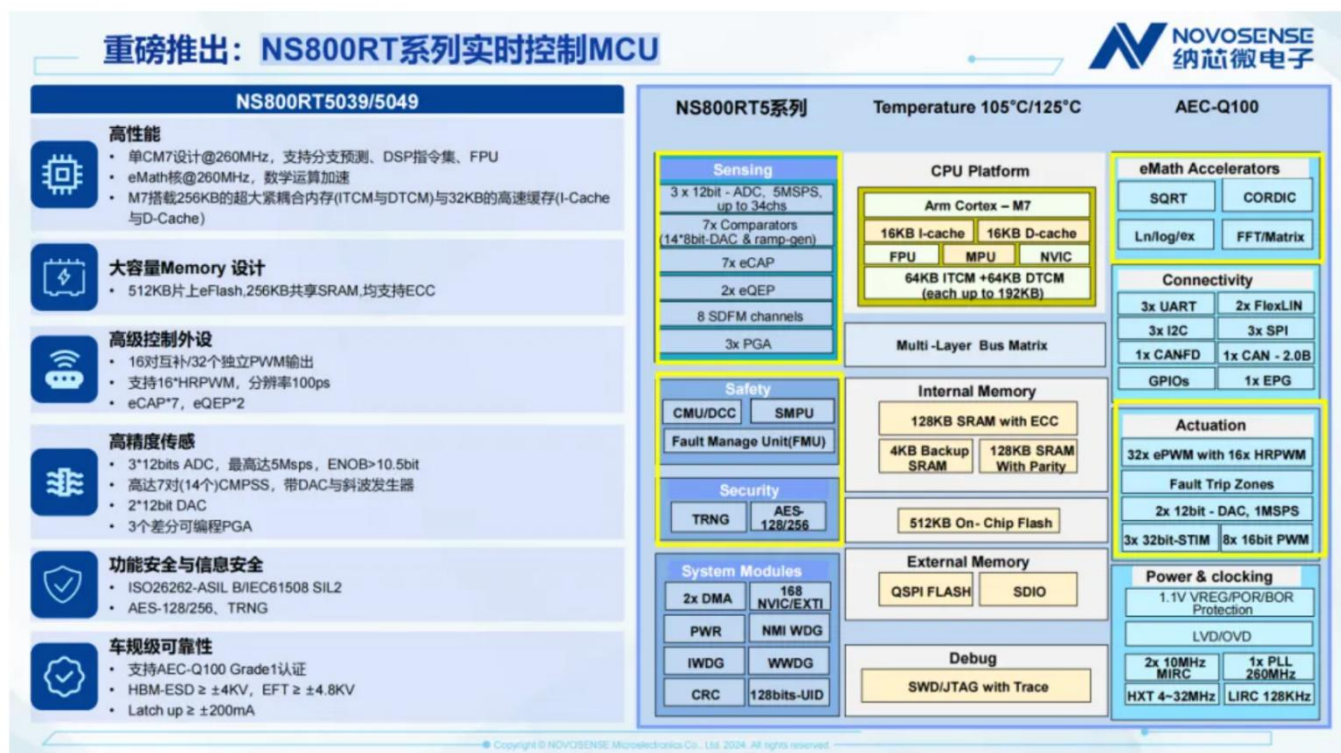 重磅推出：NS800RT系列实时控制MCU
NOVOSENSE
纳芯微电子
NS800RT5039/5049
高性能
• 单CM7设计@260MHz，支持分支预测、DSP指令集、FPU
• eMath核@260MHz，数学运算加速
• M7搭载256KB的超大紧耦合内存(ITCM与DTCM)与32KB的高速缓存(I-Cache
与D-Cache)
大容量Memory 设计
• 512KB片上eFlash,256KB共享SRAM,均支持ECC
高级控制外设
• 16对互补/32个独立PWM输出
• 支持16*HRPWM，分辨率100ps
• eCAP*7，eQEP*2
高精度传感
• 3*12bits ADC，最高达5Msps，ENOB>10.5bit
• 高达7对(14个)CMPSS，带DAC与斜波发生器
• 2*12bit DAC
• 3个差分可编程PGA
功能安全与信息安全
• ISO26262-ASIL B/IEC61508 SIL2
• AES-128/256、TRNG
车规级可靠性
• 支持AEC-Q100 Grade1认证
• HBM-ESD ≥ ±4KV，EFT ≥ ±4.8KV
• Latch up ≥ ±200mA
NS800RT5系列
Temperature 105°C/125°C
AEC-Q100
Sensing
3 x 12bit - ADC, 5MSPS,
up to 34chs
7x Comparators
(14*8bit-DAC & ramp-gen)
7x eCAP
2x eQEP
8 SDFM channels
3x PGA
Safety
CMU/DCC
SMPU
Fault Manage Unit(FMU)
Security
TRNG
AES-
128/256
System Modules
2x DMA
168
NVIC/EXTI
PWR
NMI WDG
IWDG
WWDG
CRC
128bits-UID
CPU Platform
Arm Cortex – M7
16KB I-cache
16KB D-cache
FPU
MPU
NVIC
64KB ITCM +64KB DTCM
(each up to 192KB)
Multi -Layer Bus Matrix
Internal Memory
128KB SRAM with ECC
4KB Backup
SRAM
128KB SRAM
With Parity
512KB On- Chip Flash
External Memory
QSPI FLASH
SDIO
Debug
SWD/JTAG with Trace
eMath Accelerators
SQRT
CORDIC
Ln/log/ex
FFT/Matrix
Connectivity
3x UART
2x FlexLIN
3x I2C
3x SPI
1x CANFD
1x CAN - 2.0B
GPIOs
1x EPG
Actuation
32x ePWM with 16x HRPWM
Fault Trip Zones
2x 12bit - DAC, 1MSPS
3x 32bit-STIM
8x 16bit PWM
Power & clocking
1.1V VREG/POR/BOR
Protection
LVD/OVD
2x 10MHz
MIRC
1x PLL
260MHz
HXT 4~32MHz
LIRC 128KHz
Copyright © NOVOSENSE Microelectronics Co., Ltd. 2024. All rights reserved.